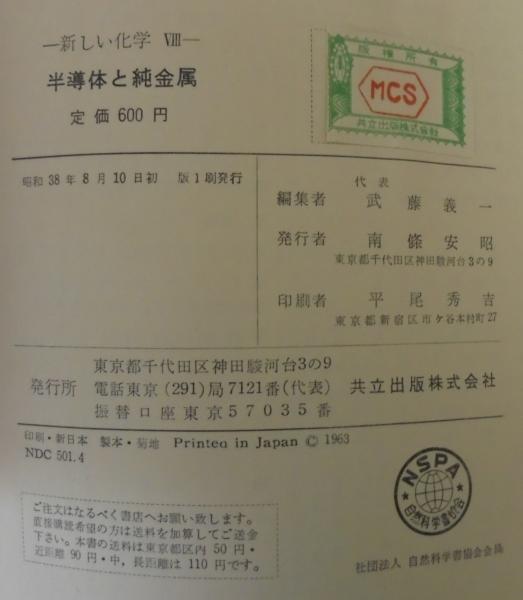 —新しい化学 Ⅷ—
半導体と純金属
定価 600 円
版権所有
MCS
共立出版株式会社
昭和 38 年 8 月 10 日初 版 1 刷発行
代表
編集者 武藤義一
発行者 南條安昭
東京都千代田区神田駿河台3の9
印刷者 平尾秀吉
東京都新宿区市ケ谷本村町27
東京都千代田区神田駿河台3の9
発行所 電話東京 (291) 局 7121番(代表) 共立出版株式会社
振替口座東京 57035 番
印刷・新日本 製本・菊地 Printed in Japan © 1963
NDC 501.4
NSPA
自然科学書協会
ご注文はなるべく書店へお願い致します。
直接購読希望の方は送料を加算してご送金
下さい。本書の送料は東京都区内 50 円・
近距離 90 円・中，長距離は 110 円です。
社団法人 自然科学書協会会員